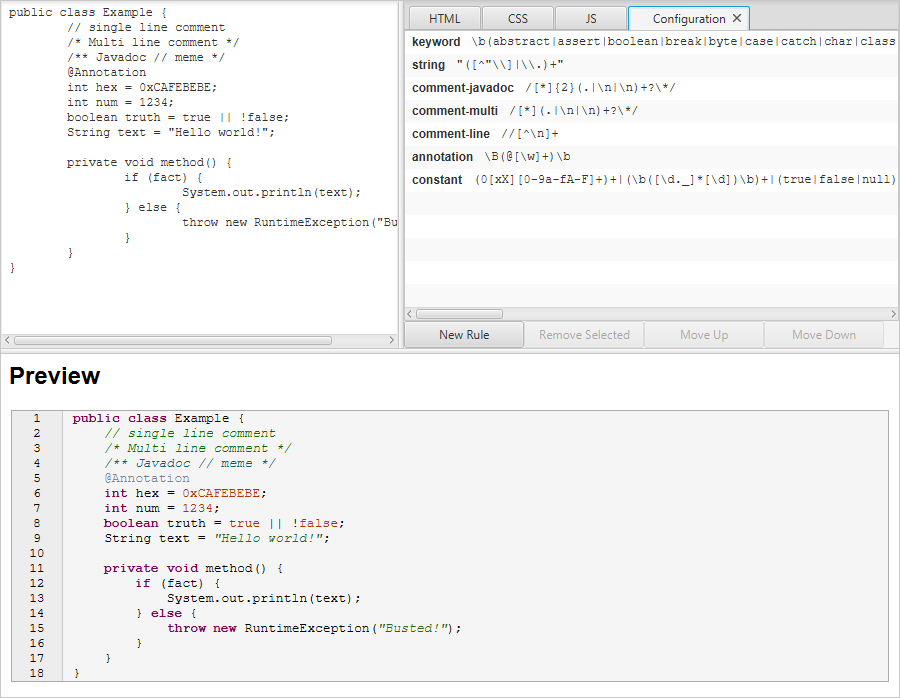 public class Example {
// single line comment
/* Multi line comment */
/** Javadoc // meme */
@Annotation
int hex = 0xCAFEBEBE;
int num = 1234;
boolean truth = true || !false;
String text = "Hello world!";
private void method() {
if (fact) {
System.out.println(text);
} else {
throw new RuntimeException("Bu
}
}
}
HTML CSS JS Configuration ✕
keyword \b(abstract|assert|boolean|break|byte|case|catch|char|class
string "([^"\\]|\\.)+"
comment-javadoc /[*]{2}(.|\n|\n)+?\*/
comment-multi /[*](.|\n|\n)+?\*/
comment-line //[^\n]+
annotation \B(@[\w]+)\b
constant (0[xX][0-9a-fA-F]+)+|(\b([\d._]*[\d])\b)+|(true|false|null)
New Rule Remove Selected Move Up Move Down
Preview
1 public class Example {
2 // single line comment
3 /* Multi line comment */
4 /** Javadoc // meme */
5 @Annotation
6 int hex = 0xCAFEBEBE;
7 int num = 1234;
8 boolean truth = true || !false;
9 String text = "Hello world!";
10
11 private void method() {
12 if (fact) {
13 System.out.println(text);
14 } else {
15 throw new RuntimeException("Busted!");
16 }
17 }
18 }